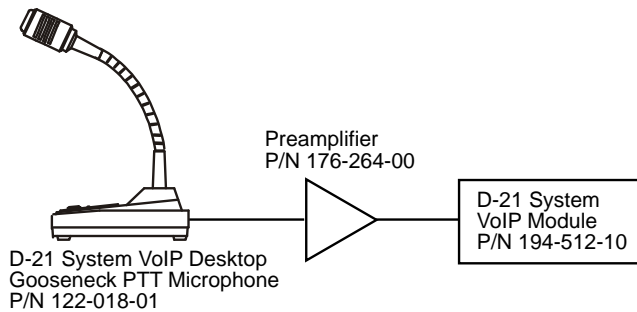 Preamplifier
P/N 176-264-00
D-21 System
VoIP Module
P/N 194-512-10
D-21 System VoIP Desktop
Gooseneck PTT Microphone
P/N 122-018-01